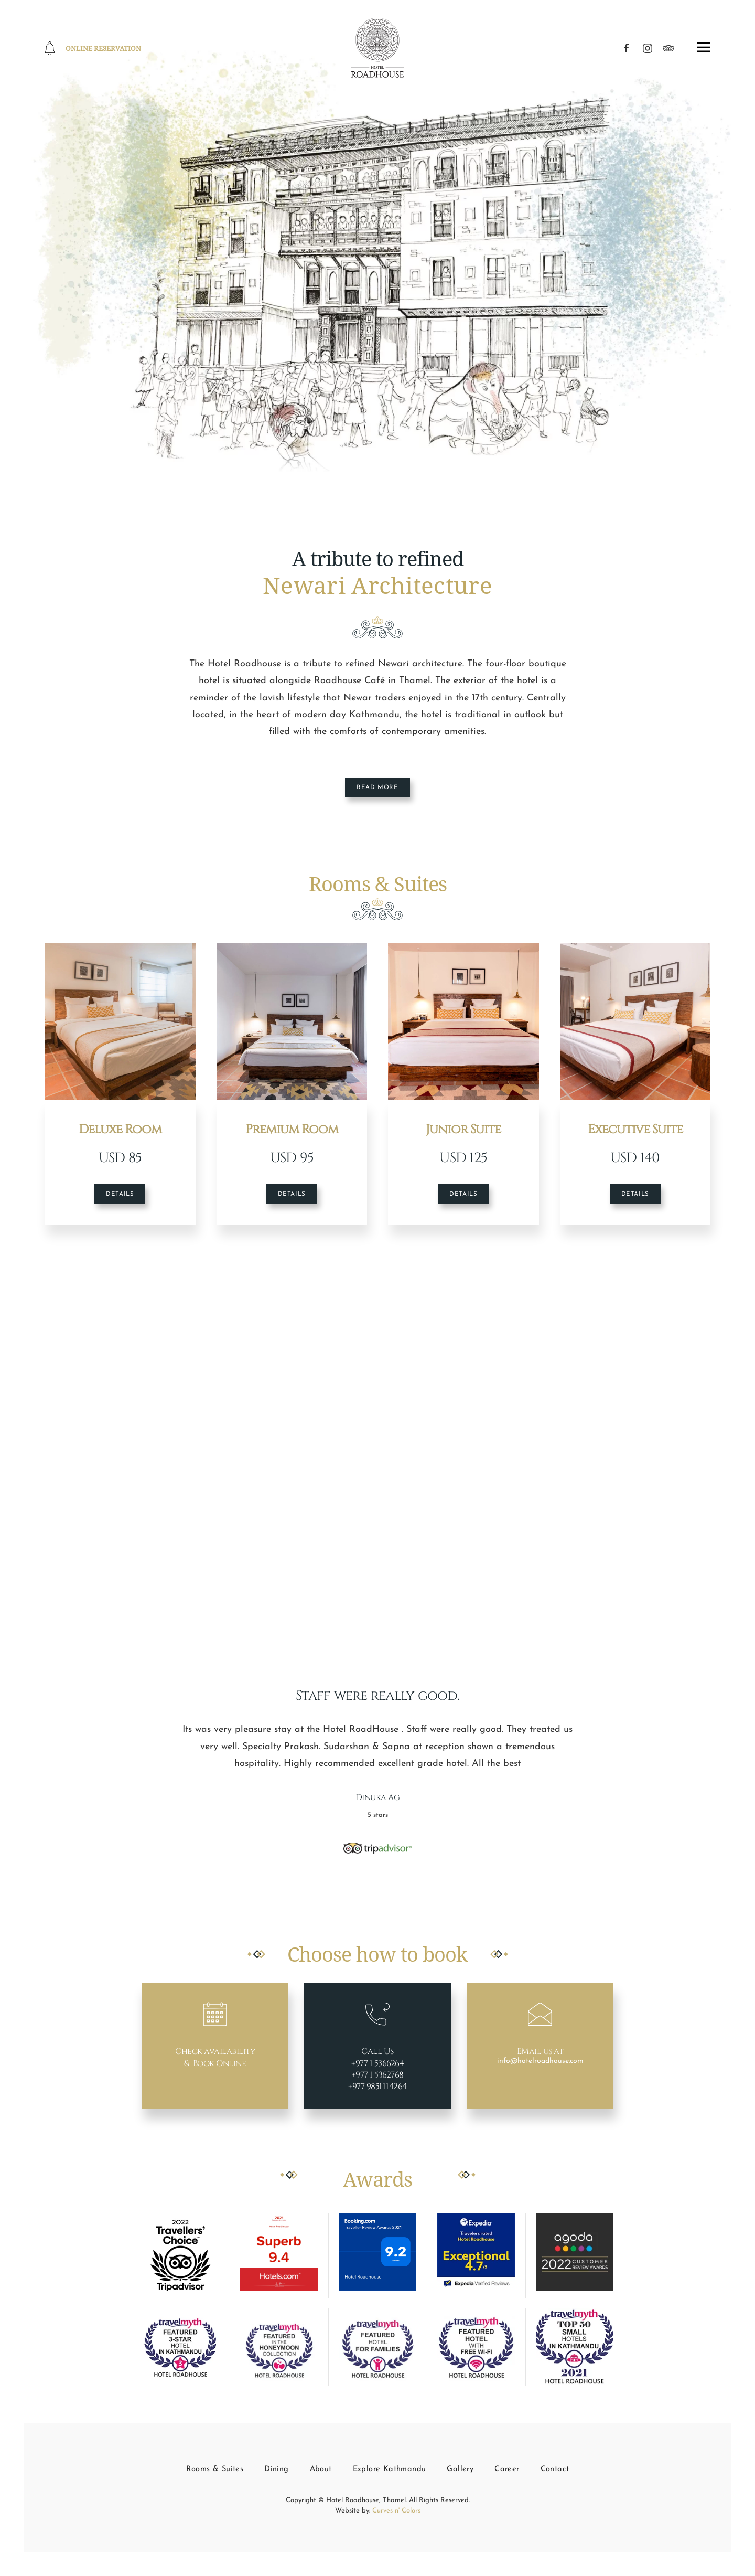 ONLINE RESERVATION
HOTEL
ROADHOUSE
A tribute to refined
Newari Architecture
The Hotel Roadhouse is a tribute to refined Newari architecture. The four-floor boutique
hotel is situated alongside Roadhouse Café in Thamel. The exterior of the hotel is a
reminder of the lavish lifestyle that Newar traders enjoyed in the 17th century. Centrally
located, in the heart of modern day Kathmandu, the hotel is traditional in outlook but
filled with the comforts of contemporary amenities.
READ MORE
Rooms & Suites
Deluxe Room
USD 85
DETAILS
Premium Room
USD 95
DETAILS
Junior Suite
USD 125
DETAILS
Executive Suite
USD 140
DETAILS
Staff were really good.
Its was very pleasure stay at the Hotel RoadHouse . Staff were really good. They treated us
very well. Specialty Prakash. Sudarshan & Sapna at reception shown a tremendous
hospitality. Highly recommended excellent grade hotel. All the best
Dinuka Ag
5 stars
tripadvisor
Choose how to book
Check availability
& Book Online
Call Us
+977 1 5366264
+977 1 5362768
+977 9851114264
EMail us at
info@hotelroadhouse.com
Awards
2022
Travellers'
Choice
Tripadvisor
2021
Superb
9.4
Hotels.com
Booking.com
Traveller Review Awards 2021
9.2
Hotel Roadhouse
Expedia
Travelers rated
Hotel Roadhouse
Exceptional
4.7/5
Expedia Verified Reviews
agoda
2022 CUSTOMER
REVIEW AWARDS
travelmyth
FEATURED
3-STAR
HOTEL
IN KATHMANDU
3
HOTEL ROADHOUSE
travelmyth
FEATURED
IN THE
HONEYMOON
COLLECTION
HOTEL ROADHOUSE
travelmyth
FEATURED
HOTEL
FOR FAMILIES
HOTEL ROADHOUSE
travelmyth
FEATURED
HOTEL
WITH
FREE WI-FI
HOTEL ROADHOUSE
travelmyth
TOP 50
SMALL
HOTELS
IN KATHMANDU
2021
HOTEL ROADHOUSE
Rooms & Suites Dining About Explore Kathmandu Gallery Career Contact
Copyright © Hotel Roadhouse, Thamel. All Rights Reserved.
Website by: Curves n' Colors